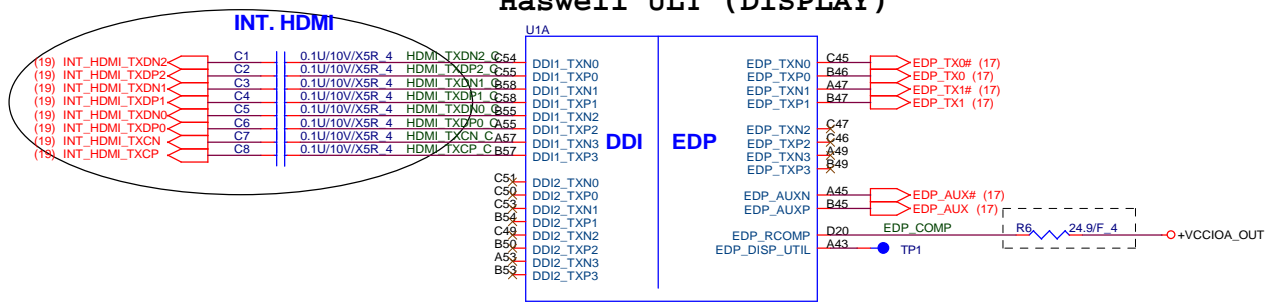 Haswell ULT (DISPLAY)
INT. HDMI
U1A
(19) INT_HDMI_TXDN2 C1 0.1U/10V/X5R_4 HDMI_TXDN2_C C54 DDI1_TXN0
(19) INT_HDMI_TXDP2 C2 0.1U/10V/X5R_4 HDMI_TXDP2_C C55 DDI1_TXP0
(19) INT_HDMI_TXDN1 C3 0.1U/10V/X5R_4 HDMI_TXDN1_C B58 DDI1_TXN1
(19) INT_HDMI_TXDP1 C4 0.1U/10V/X5R_4 HDMI_TXDP1_C C58 DDI1_TXP1
(19) INT_HDMI_TXDN0 C5 0.1U/10V/X5R_4 HDMI_TXDN0_C B55 DDI1_TXN2
(19) INT_HDMI_TXDP0 C6 0.1U/10V/X5R_4 HDMI_TXDP0_C A55 DDI1_TXP2
(19) INT_HDMI_TXCN C7 0.1U/10V/X5R_4 HDMI_TXCN_C A57 DDI1_TXN3
(19) INT_HDMI_TXCP C8 0.1U/10V/X5R_4 HDMI_TXCP_C B57 DDI1_TXP3
C51 DDI2_TXN0
C50 DDI2_TXP0
C53 DDI2_TXN1
B54 DDI2_TXP1
C49 DDI2_TXN2
B50 DDI2_TXP2
A53 DDI2_TXN3
B53 DDI2_TXP3
DDI EDP
EDP_TXN0 C45 EDP_TX0# (17)
EDP_TXP0 B46 EDP_TX0 (17)
EDP_TXN1 A47 EDP_TX1# (17)
EDP_TXP1 B47 EDP_TX1 (17)
EDP_TXN2 C47
EDP_TXP2 C46
EDP_TXN3 A49
EDP_TXP3 B49
EDP_AUXN A45 EDP_AUX# (17)
EDP_AUXP B45 EDP_AUX (17)
EDP_RCOMP D20 EDP_COMP R6 24.9/F_4 +VCCIOA_OUT
EDP_DISP_UTIL A43 TP1